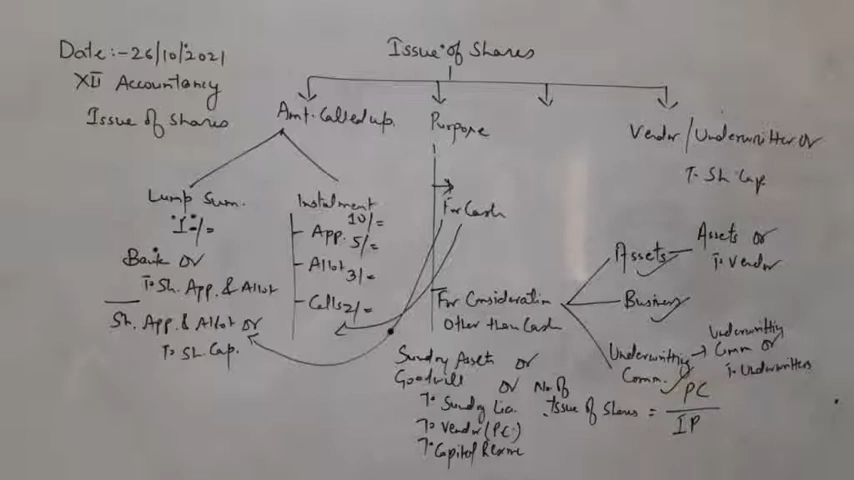 Date:-26/10/2021
XII Accountancy
Issue of Shares
Issue of Shares
Amt. Called up.
Purpose
Vendor/Underwritter Dr
To Sh Cap.
Lump Sum.
Bank Dr
To Sh. App. & Allot
Sh. App. & Allot Dr
To Sh Cap.
Instalment
10/=
App. 5/=
Allot 3/=
Calls 2/=
For Cash
For Consideration
Other than Cash
Assets
Assets Dr
To Vendor
Business
Underwritting
Comm.
Underwritting
Comm Dr
To Underwritters
Sundry Assets Dr
Goodwill Dr
To Sundry Lia.
To Vendor (PC)
To Capital Reserve
No. of
Issue of Shares = PC
IP